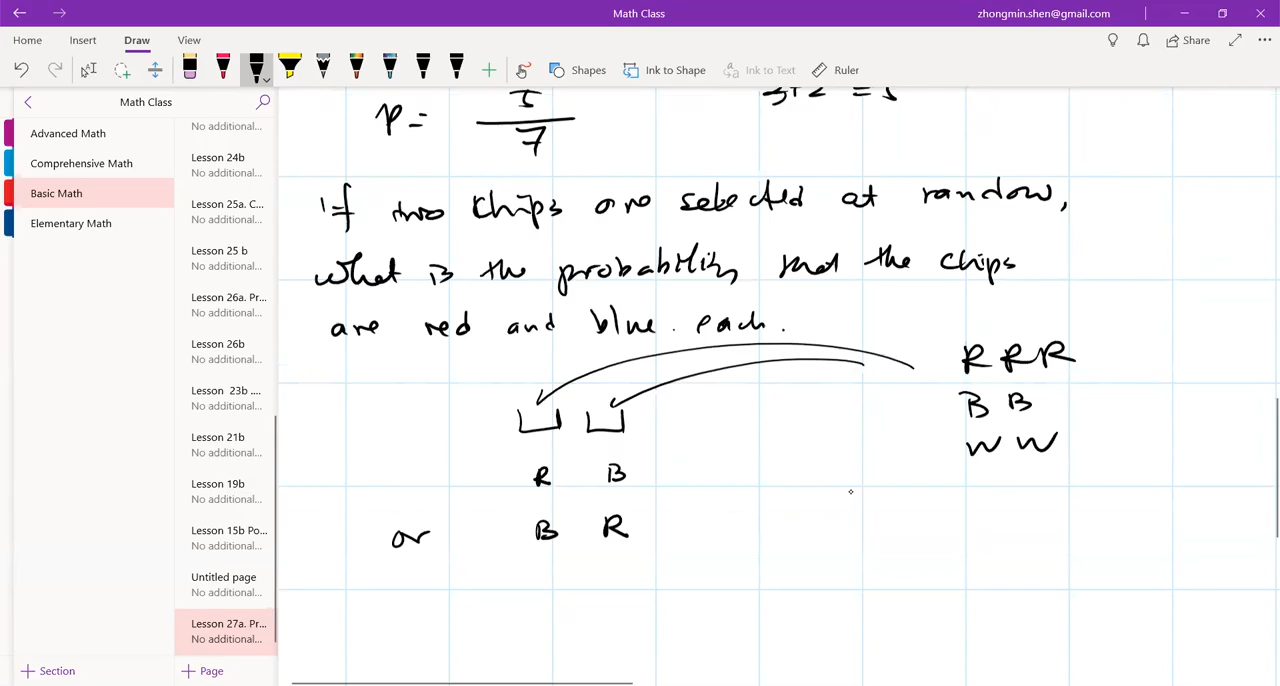 Math Class
zhongmin.shen@gmail.com
Home Insert Draw View
Share
Shapes Ink to Shape Ink to Text Ruler
Math Class
Advanced Math
Comprehensive Math
Basic Math
Elementary Math
No additional...
Lesson 24b
No additional...
Lesson 25a. C...
No additional...
Lesson 25 b
No additional...
Lesson 26a. Pr...
No additional...
Lesson 26b
No additional...
Lesson 23b ....
No additional...
Lesson 21b
No additional...
Lesson 19b
No additional...
Lesson 15b Po...
No additional...
Untitled page
No additional...
Lesson 27a. Pr...
No additional...
Section
Page
3+2 = 5
P = 5/7
If two chips are selected at random,
what is the probability that the chips
are red and blue each.
R R R
B B
W W
R B
or B R